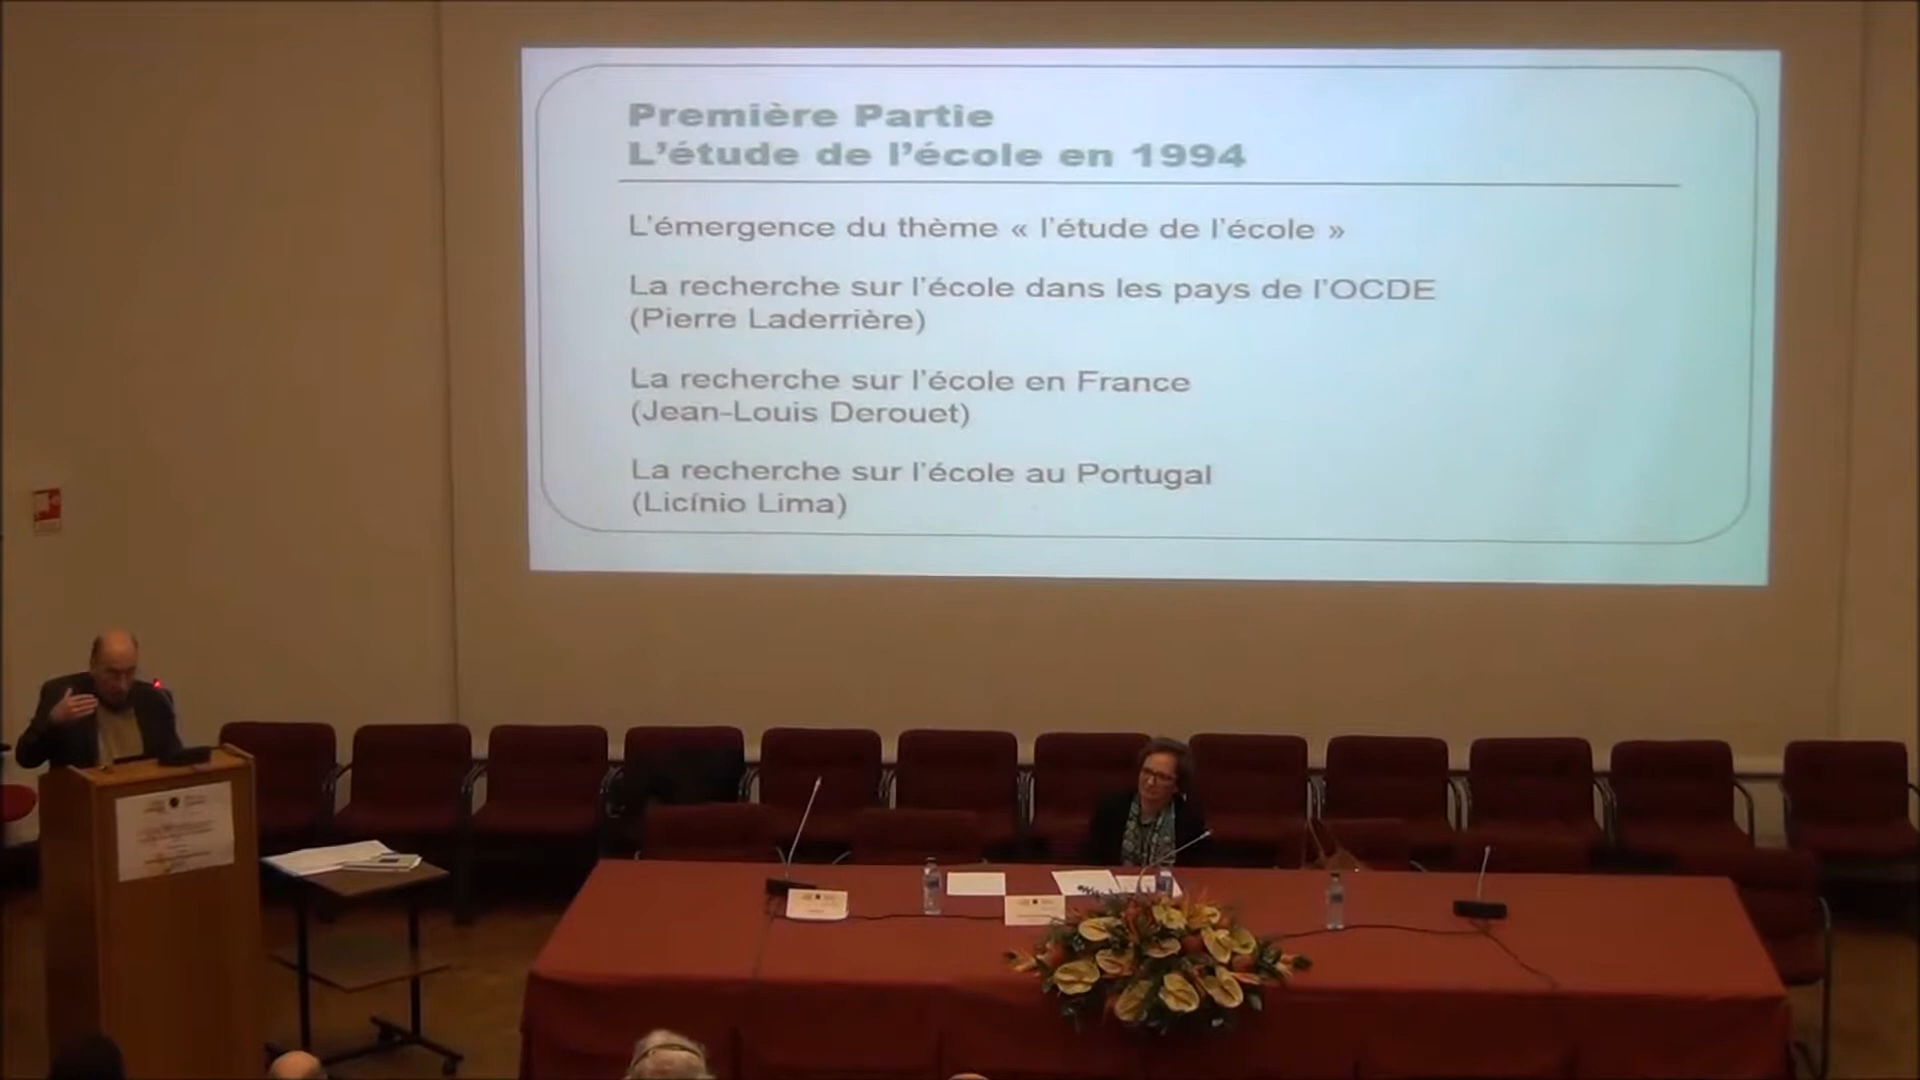 Première Partie
L'étude de l'école en 1994
L'émergence du thème « l'étude de l'école »
La recherche sur l'école dans les pays de l'OCDE
(Pierre Laderrière)
La recherche sur l'école en France
(Jean-Louis Derouet)
La recherche sur l'école au Portugal
(Licínio Lima)